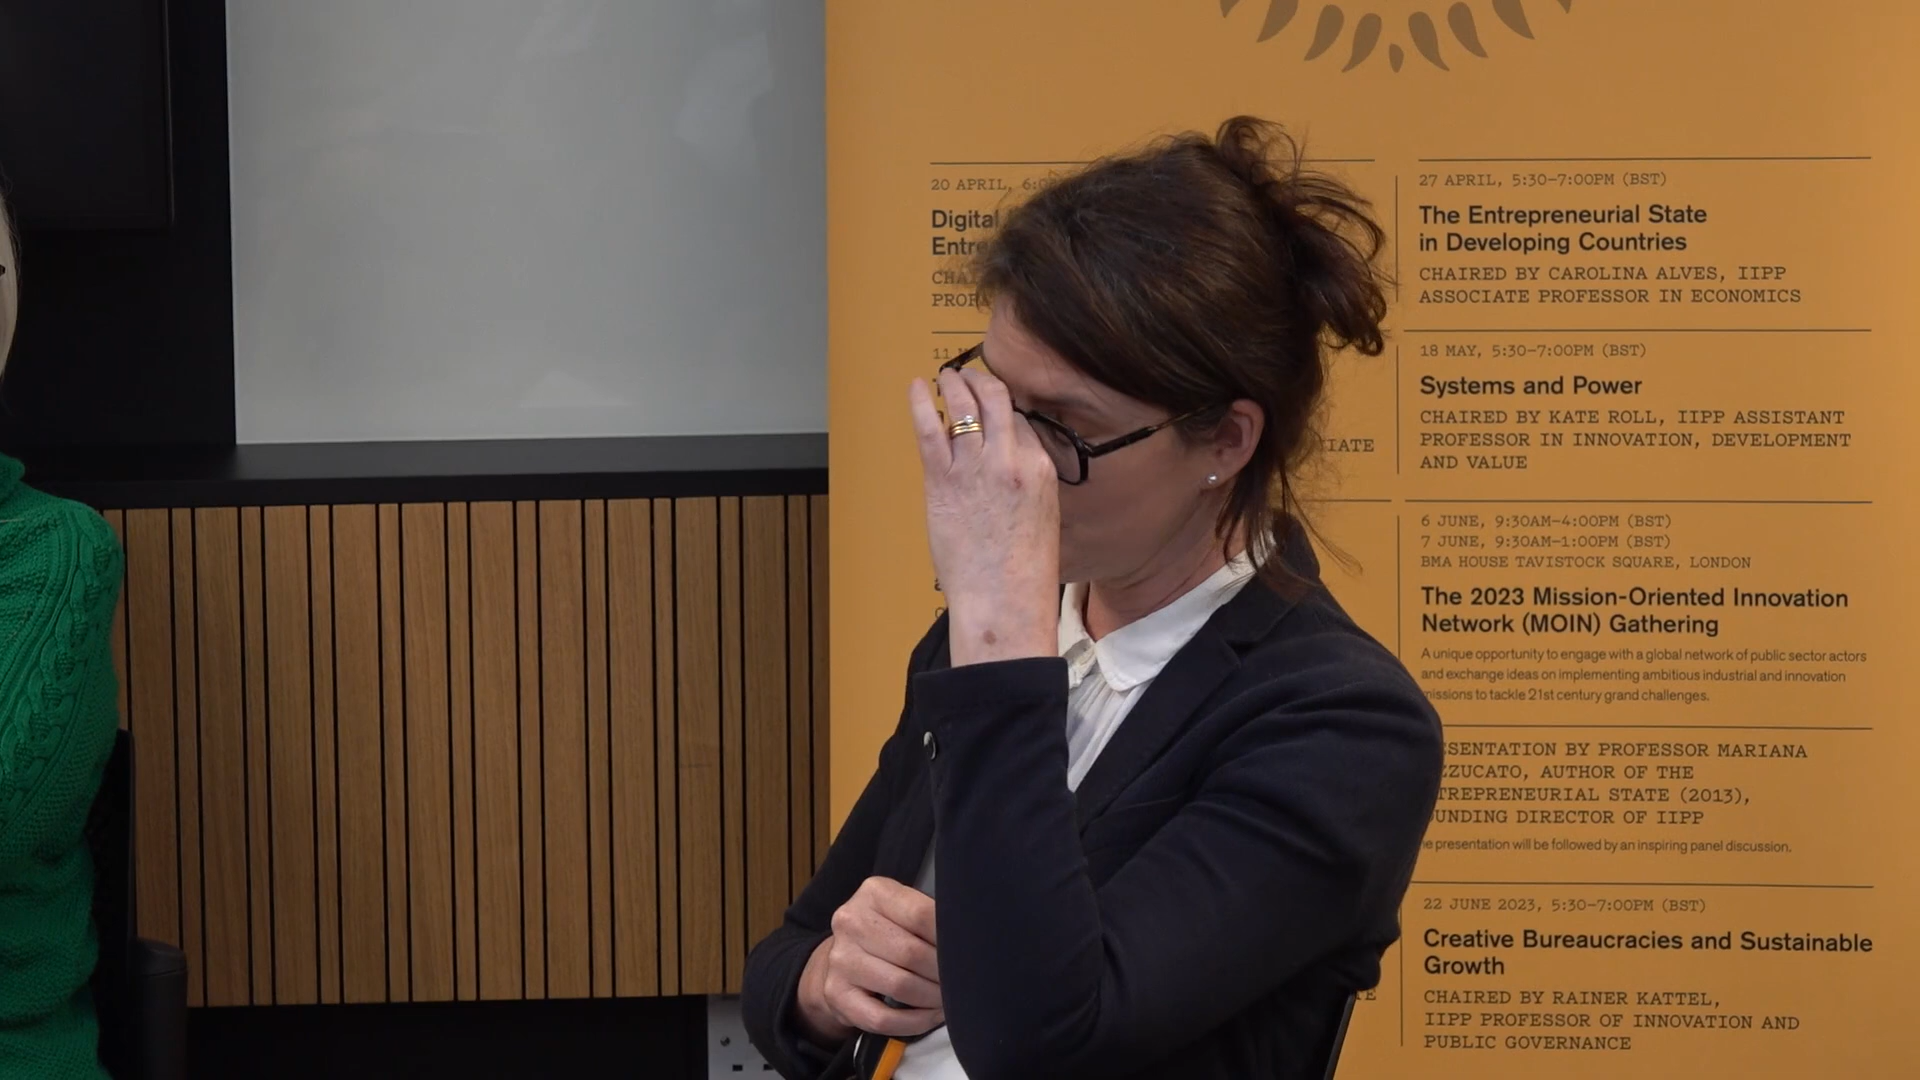 20 APRIL, 6:0
Digital
Entre
CHAI
11 M
IATE
27 APRIL, 5:30–7:00PM (BST)
The Entrepreneurial State
in Developing Countries
CHAIRED BY CAROLINA ALVES, IIPP
ASSOCIATE PROFESSOR IN ECONOMICS
18 MAY, 5:30–7:00PM (BST)
Systems and Power
CHAIRED BY KATE ROLL, IIPP ASSISTANT
PROFESSOR IN INNOVATION, DEVELOPMENT
AND VALUE
6 JUNE, 9:30AM–4:00PM (BST)
7 JUNE, 9:30AM–1:00PM (BST)
BMA HOUSE TAVISTOCK SQUARE, LONDON
The 2023 Mission-Oriented Innovation
Network (MOIN) Gathering
A unique opportunity to engage with a global network of public sector actors
and exchange ideas on implementing ambitious industrial and innovation
missions to tackle 21st century grand challenges.
ESENTATION BY PROFESSOR MARIANA
ZZUCATO, AUTHOR OF THE
TREPRENEURIAL STATE (2013),
UNDING DIRECTOR OF IIPP
e presentation will be followed by an inspiring panel discussion.
22 JUNE 2023, 5:30–7:00PM (BST)
Creative Bureaucracies and Sustainable
Growth
CHAIRED BY RAINER KATTEL,
IIPP PROFESSOR OF INNOVATION AND
PUBLIC GOVERNANCE